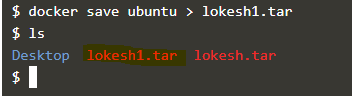 $ docker save ubuntu > lokesh1.tar
$ ls
Desktop lokesh1.tar lokesh.tar
$